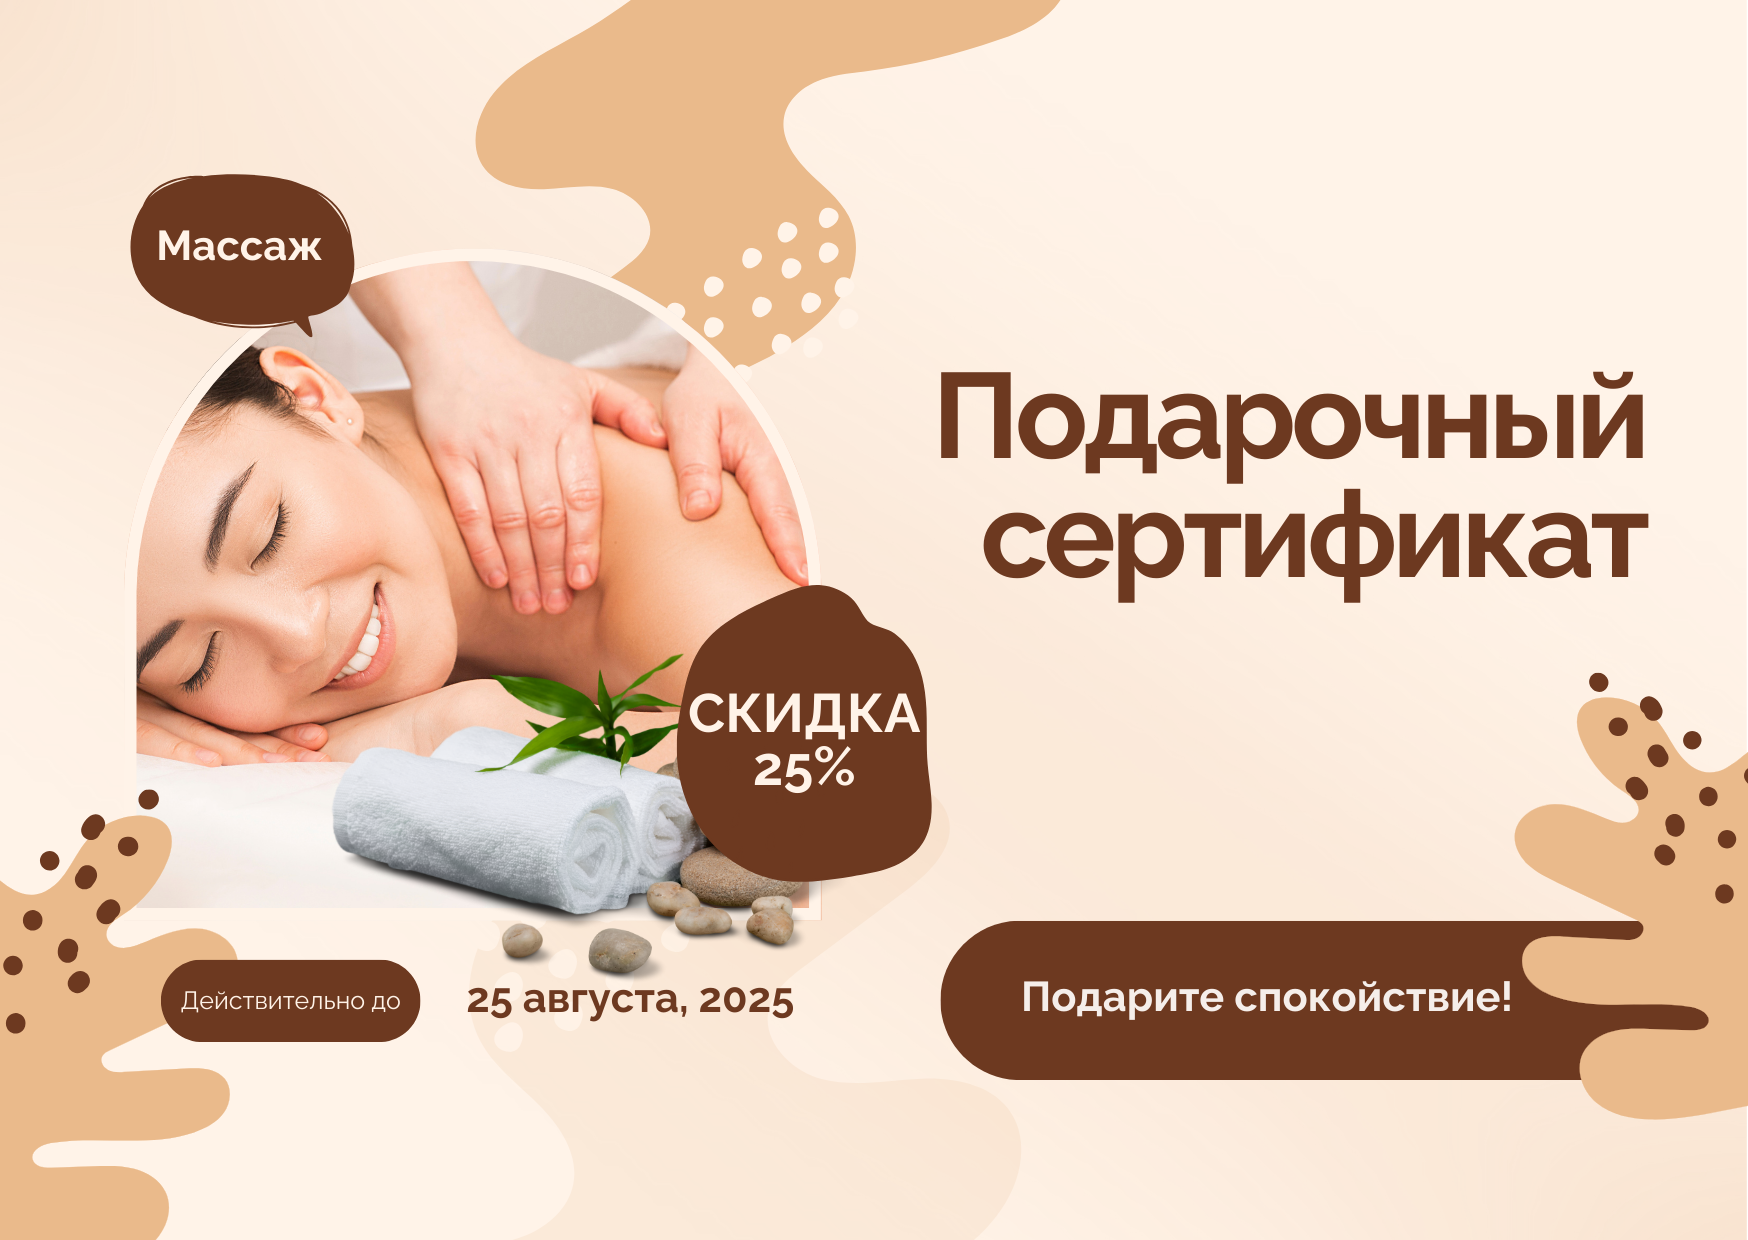 Массаж
Подарочный
сертификат
СКИДКА
25%
Действительно до
25 августа, 2025
Подарите спокойствие!